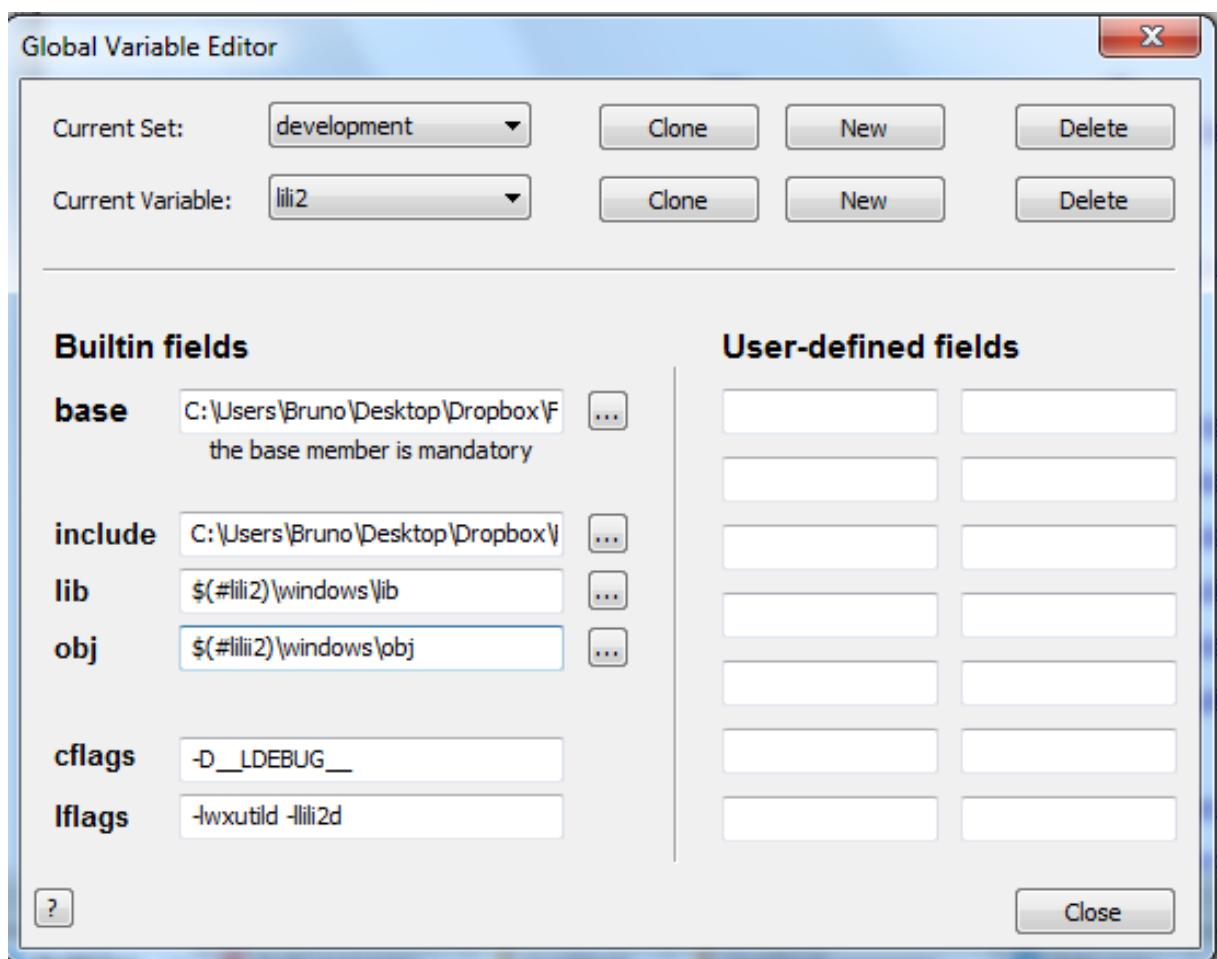 Global Variable Editor
X
Current Set: development Clone New Delete
Current Variable: lili2 Clone New Delete
Builtin fields User-defined fields
base C:\Users\Bruno\Desktop\Dropbox\F ...
the base member is mandatory
include C:\Users\Bruno\Desktop\Dropbox\ ...
lib $(#lili2)\windows\lib ...
obj $(#lilii2)\windows\obj ...
cflags -D__LDEBUG__
lflags -lwxutild -llili2d
? Close